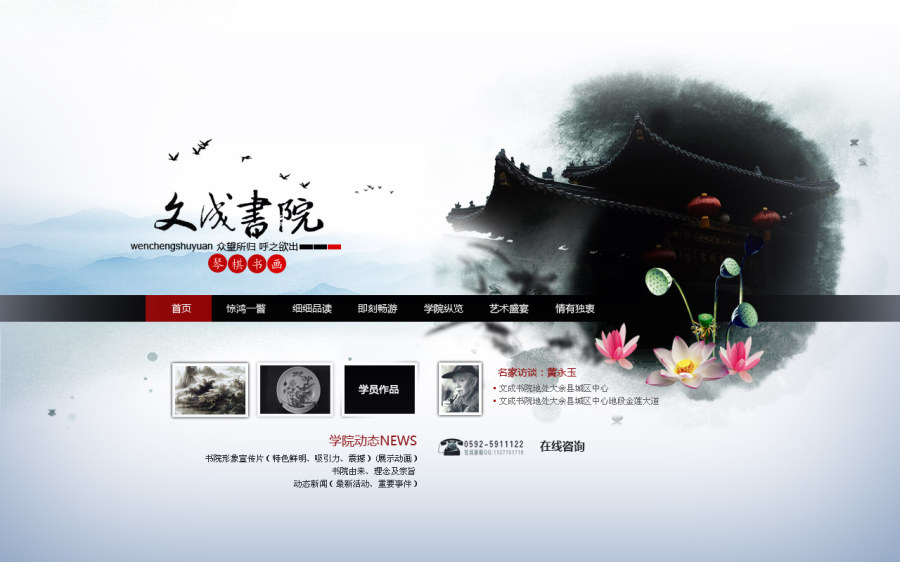 文成書院
wenchengshuyuan 众望所归 呼之欲出
琴棋书画
首页 惊鸿一瞥 细细品读 即刻畅游 学院纵览 艺术盛宴 情有独衷
学员作品
名家访谈：黄永玉
文成书院地处大余县城区中心
文成书院地处大余县城区中心地段金莲大道
学院动态NEWS
书院形象宣传片（特色鲜明、吸引力、震撼）(展示动画）
书院由来、理念及宗旨
动态新闻（最新活动、重要事件）
0592-5911122
在线咨询